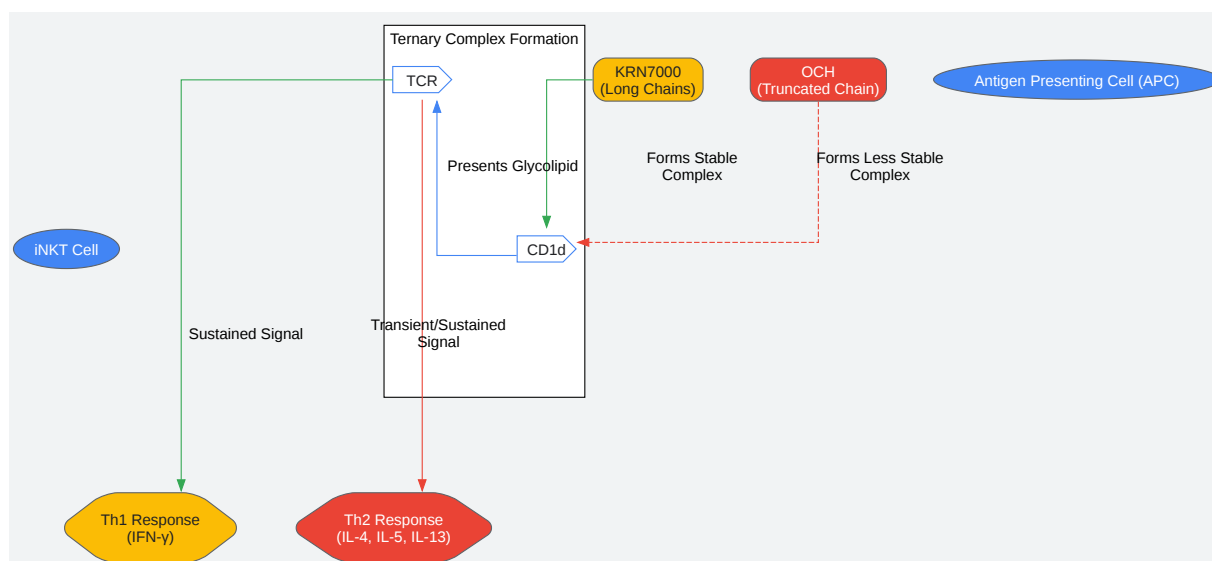 Ternary Complex Formation
TCR
KRN7000
(Long Chains)
OCH
(Truncated Chain)
Antigen Presenting Cell (APC)
Presents Glycolipid
Forms Stable
Complex
Forms Less Stable
Complex
iNKT Cell
CD1d
Sustained Signal
Transient/Sustained
Signal
Th1 Response
(IFN-γ)
Th2 Response
(IL-4, IL-5, IL-13)